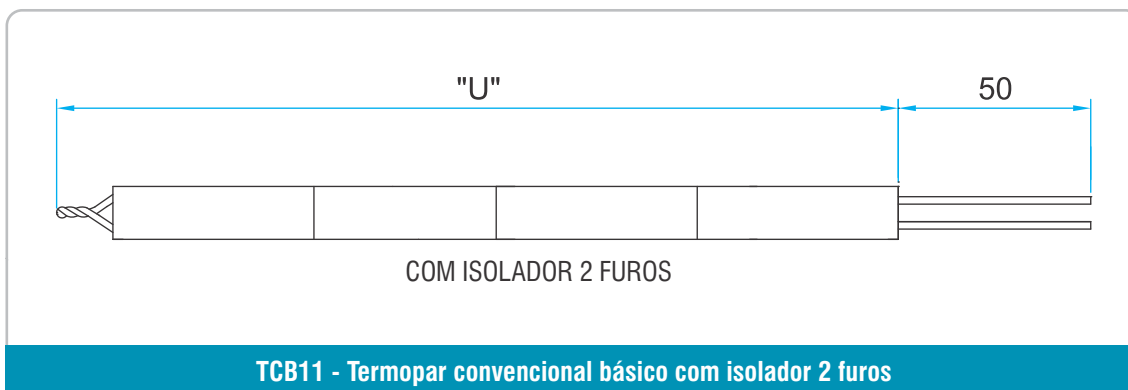 "U" 50
COM ISOLADOR 2 FUROS
TCB11 - Termopar convencional básico com isolador 2 furos